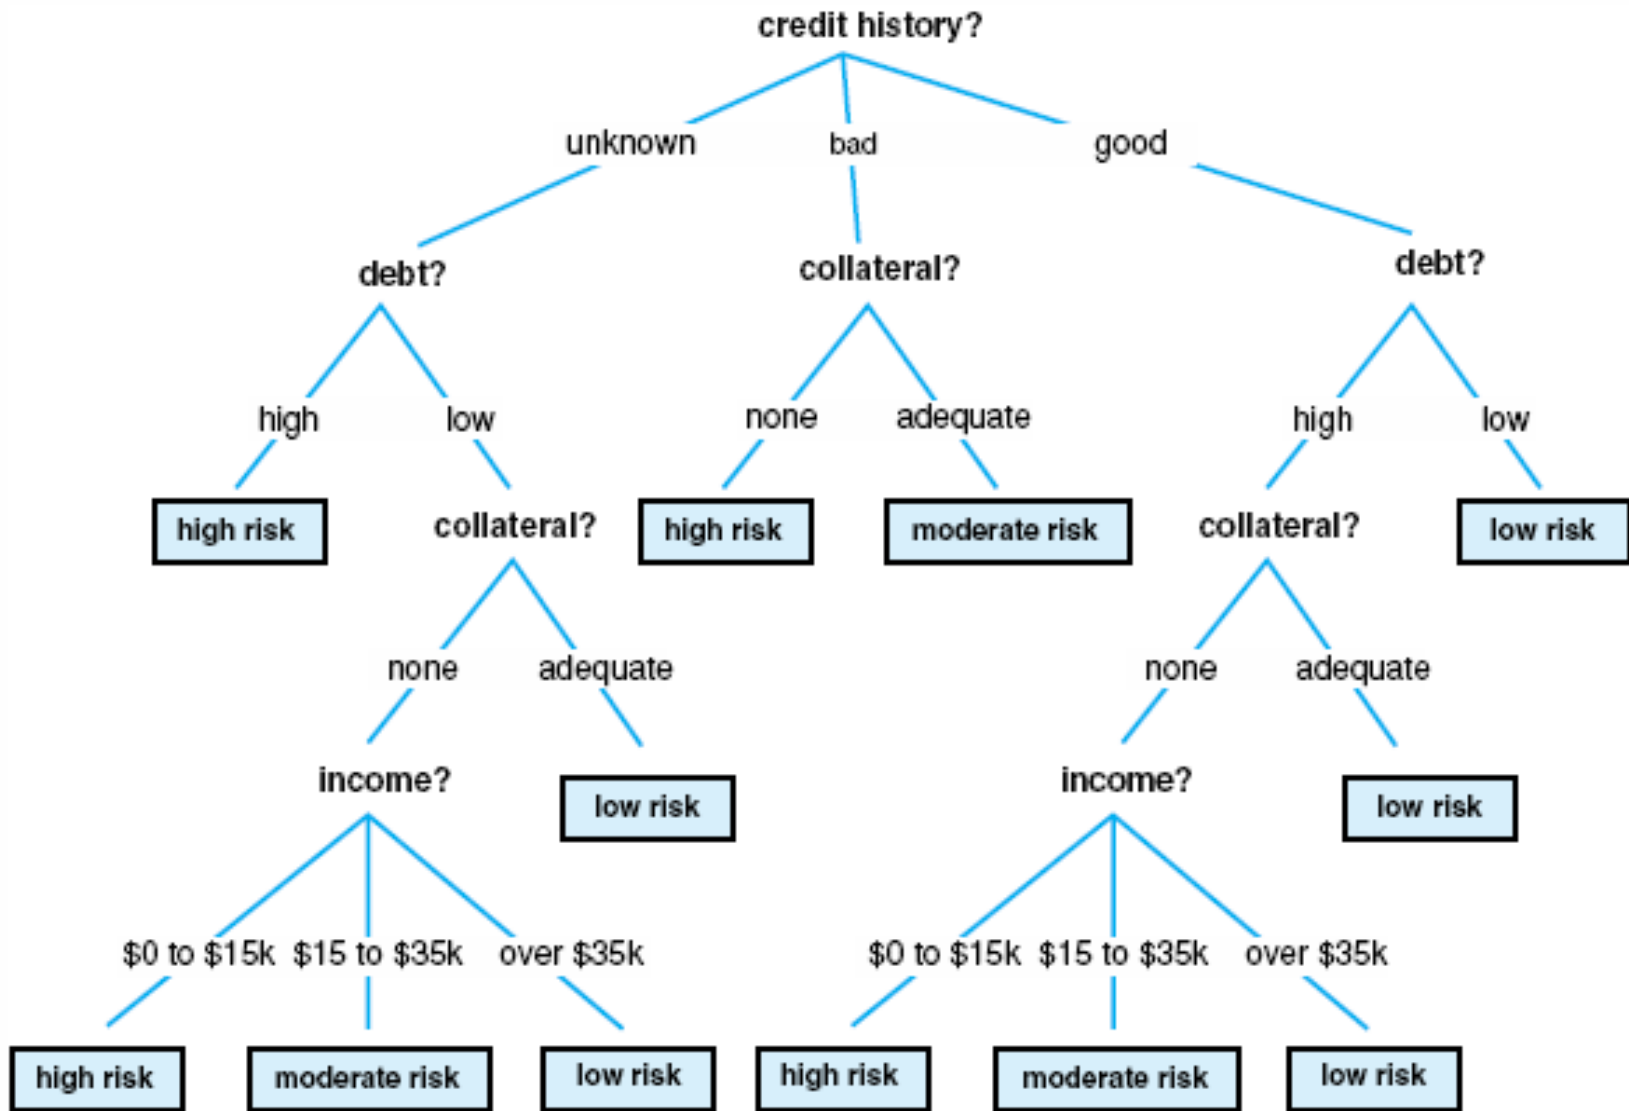 credit history?
unknown bad good
debt? collateral? debt?
high low none adequate high low
high risk collateral? high risk moderate risk collateral? low risk
none adequate none adequate
income? low risk income? low risk
$0 to $15k $15 to $35k over $35k $0 to $15k $15 to $35k over $35k
high risk moderate risk low risk high risk moderate risk low risk